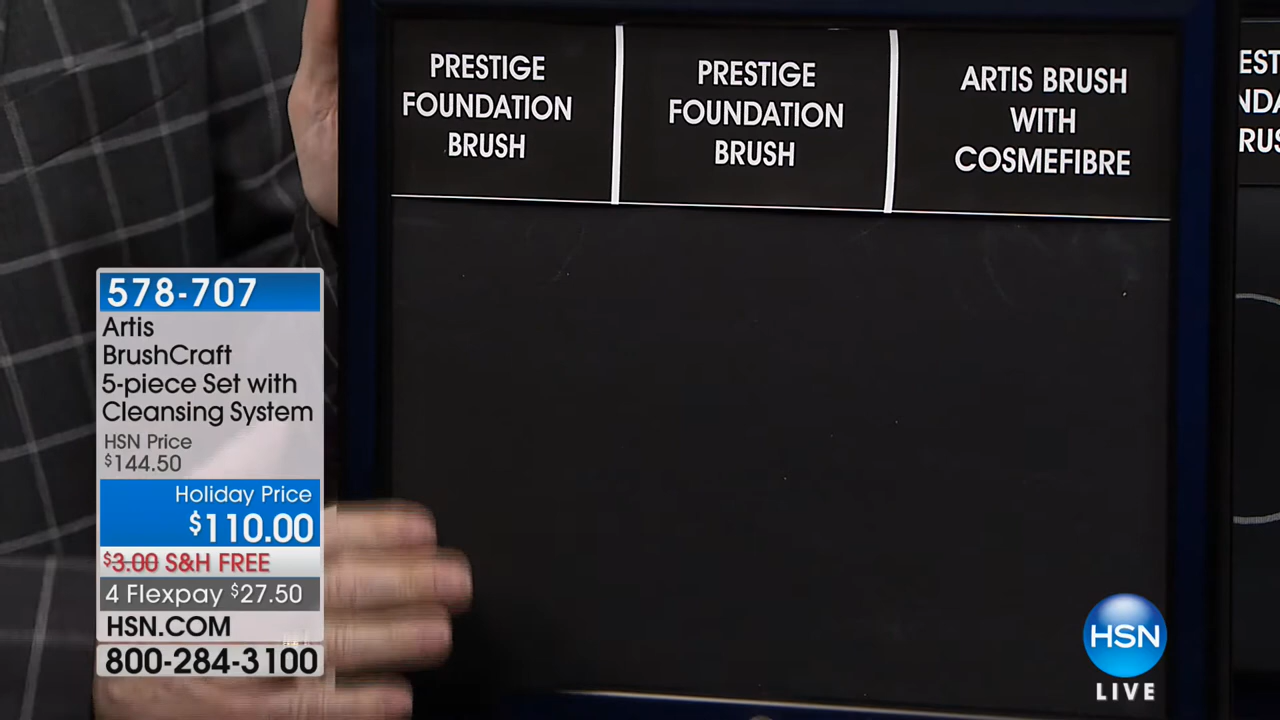 PRESTIGE
FOUNDATION
BRUSH
PRESTIGE
FOUNDATION
BRUSH
ARTIS BRUSH
WITH
COSMEFIBRE
578-707
Artis
BrushCraft
5-piece Set with
Cleansing System
HSN Price
$144.50
Holiday Price
$110.00
$3.00 S&H FREE
4 Flexpay $27.50
HSN.COM
800-284-3100
HSN
LIVE